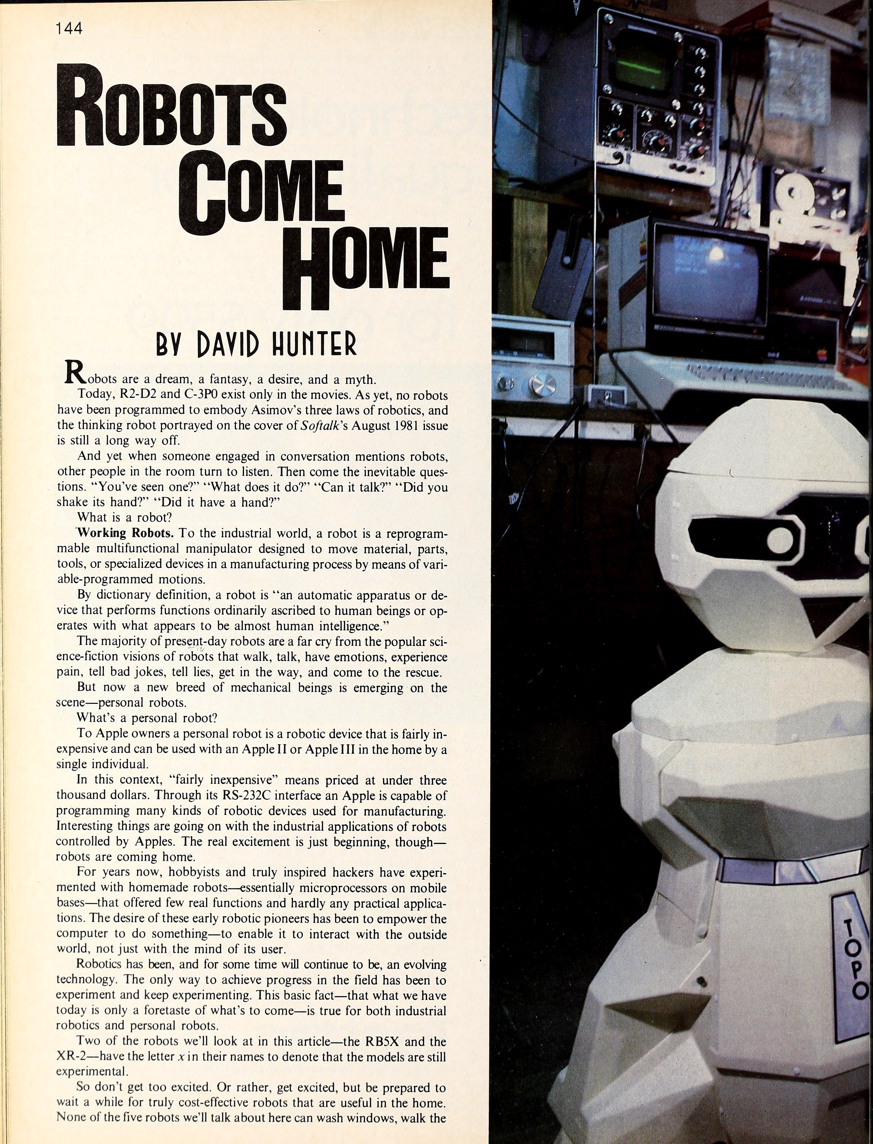 144
ROBOTS
COME
HOME
BY DAVID HUNTER
Robots are a dream, a fantasy, a desire, and a myth.
Today, R2-D2 and C-3P0 exist only in the movies. As yet, no robots
have been programmed to embody Asimov's three laws of robotics, and
the thinking robot portrayed on the cover of Softalk's August 1981 issue
is still a long way off.
And yet when someone engaged in conversation mentions robots,
other people in the room turn to listen. Then come the inevitable ques-
tions. "You've seen one?" "What does it do?" "Can it talk?" "Did you
shake its hand?" "Did it have a hand?"
What is a robot?
Working Robots. To the industrial world, a robot is a reprogram-
mable multifunctional manipulator designed to move material, parts,
tools, or specialized devices in a manufacturing process by means of vari-
able-programmed motions.
By dictionary definition, a robot is "an automatic apparatus or de-
vice that performs functions ordinarily ascribed to human beings or op-
erates with what appears to be almost human intelligence."
The majority of present-day robots are a far cry from the popular sci-
ence-fiction visions of robots that walk, talk, have emotions, experience
pain, tell bad jokes, tell lies, get in the way, and come to the rescue.
But now a new breed of mechanical beings is emerging on the
scene—personal robots.
What's a personal robot?
To Apple owners a personal robot is a robotic device that is fairly in-
expensive and can be used with an Apple II or Apple III in the home by a
single individual.
In this context, "fairly inexpensive" means priced at under three
thousand dollars. Through its RS-232C interface an Apple is capable of
programming many kinds of robotic devices used for manufacturing.
Interesting things are going on with the industrial applications of robots
controlled by Apples. The real excitement is just beginning, though—
robots are coming home.
For years now, hobbyists and truly inspired hackers have experi-
mented with homemade robots—essentially microprocessors on mobile
bases—that offered few real functions and hardly any practical applica-
tions. The desire of these early robotic pioneers has been to empower the
computer to do something—to enable it to interact with the outside
world, not just with the mind of its user.
Robotics has been, and for some time will continue to be, an evolving
technology. The only way to achieve progress in the field has been to
experiment and keep experimenting. This basic fact—that what we have
today is only a foretaste of what's to come—is true for both industrial
robotics and personal robots.
Two of the robots we'll look at in this article—the RB5X and the
XR-2—have the letter x in their names to denote that the models are still
experimental.
So don't get too excited. Or rather, get excited, but be prepared to
wait a while for truly cost-effective robots that are useful in the home.
None of the five robots we'll talk about here can wash windows, walk the
TOPO